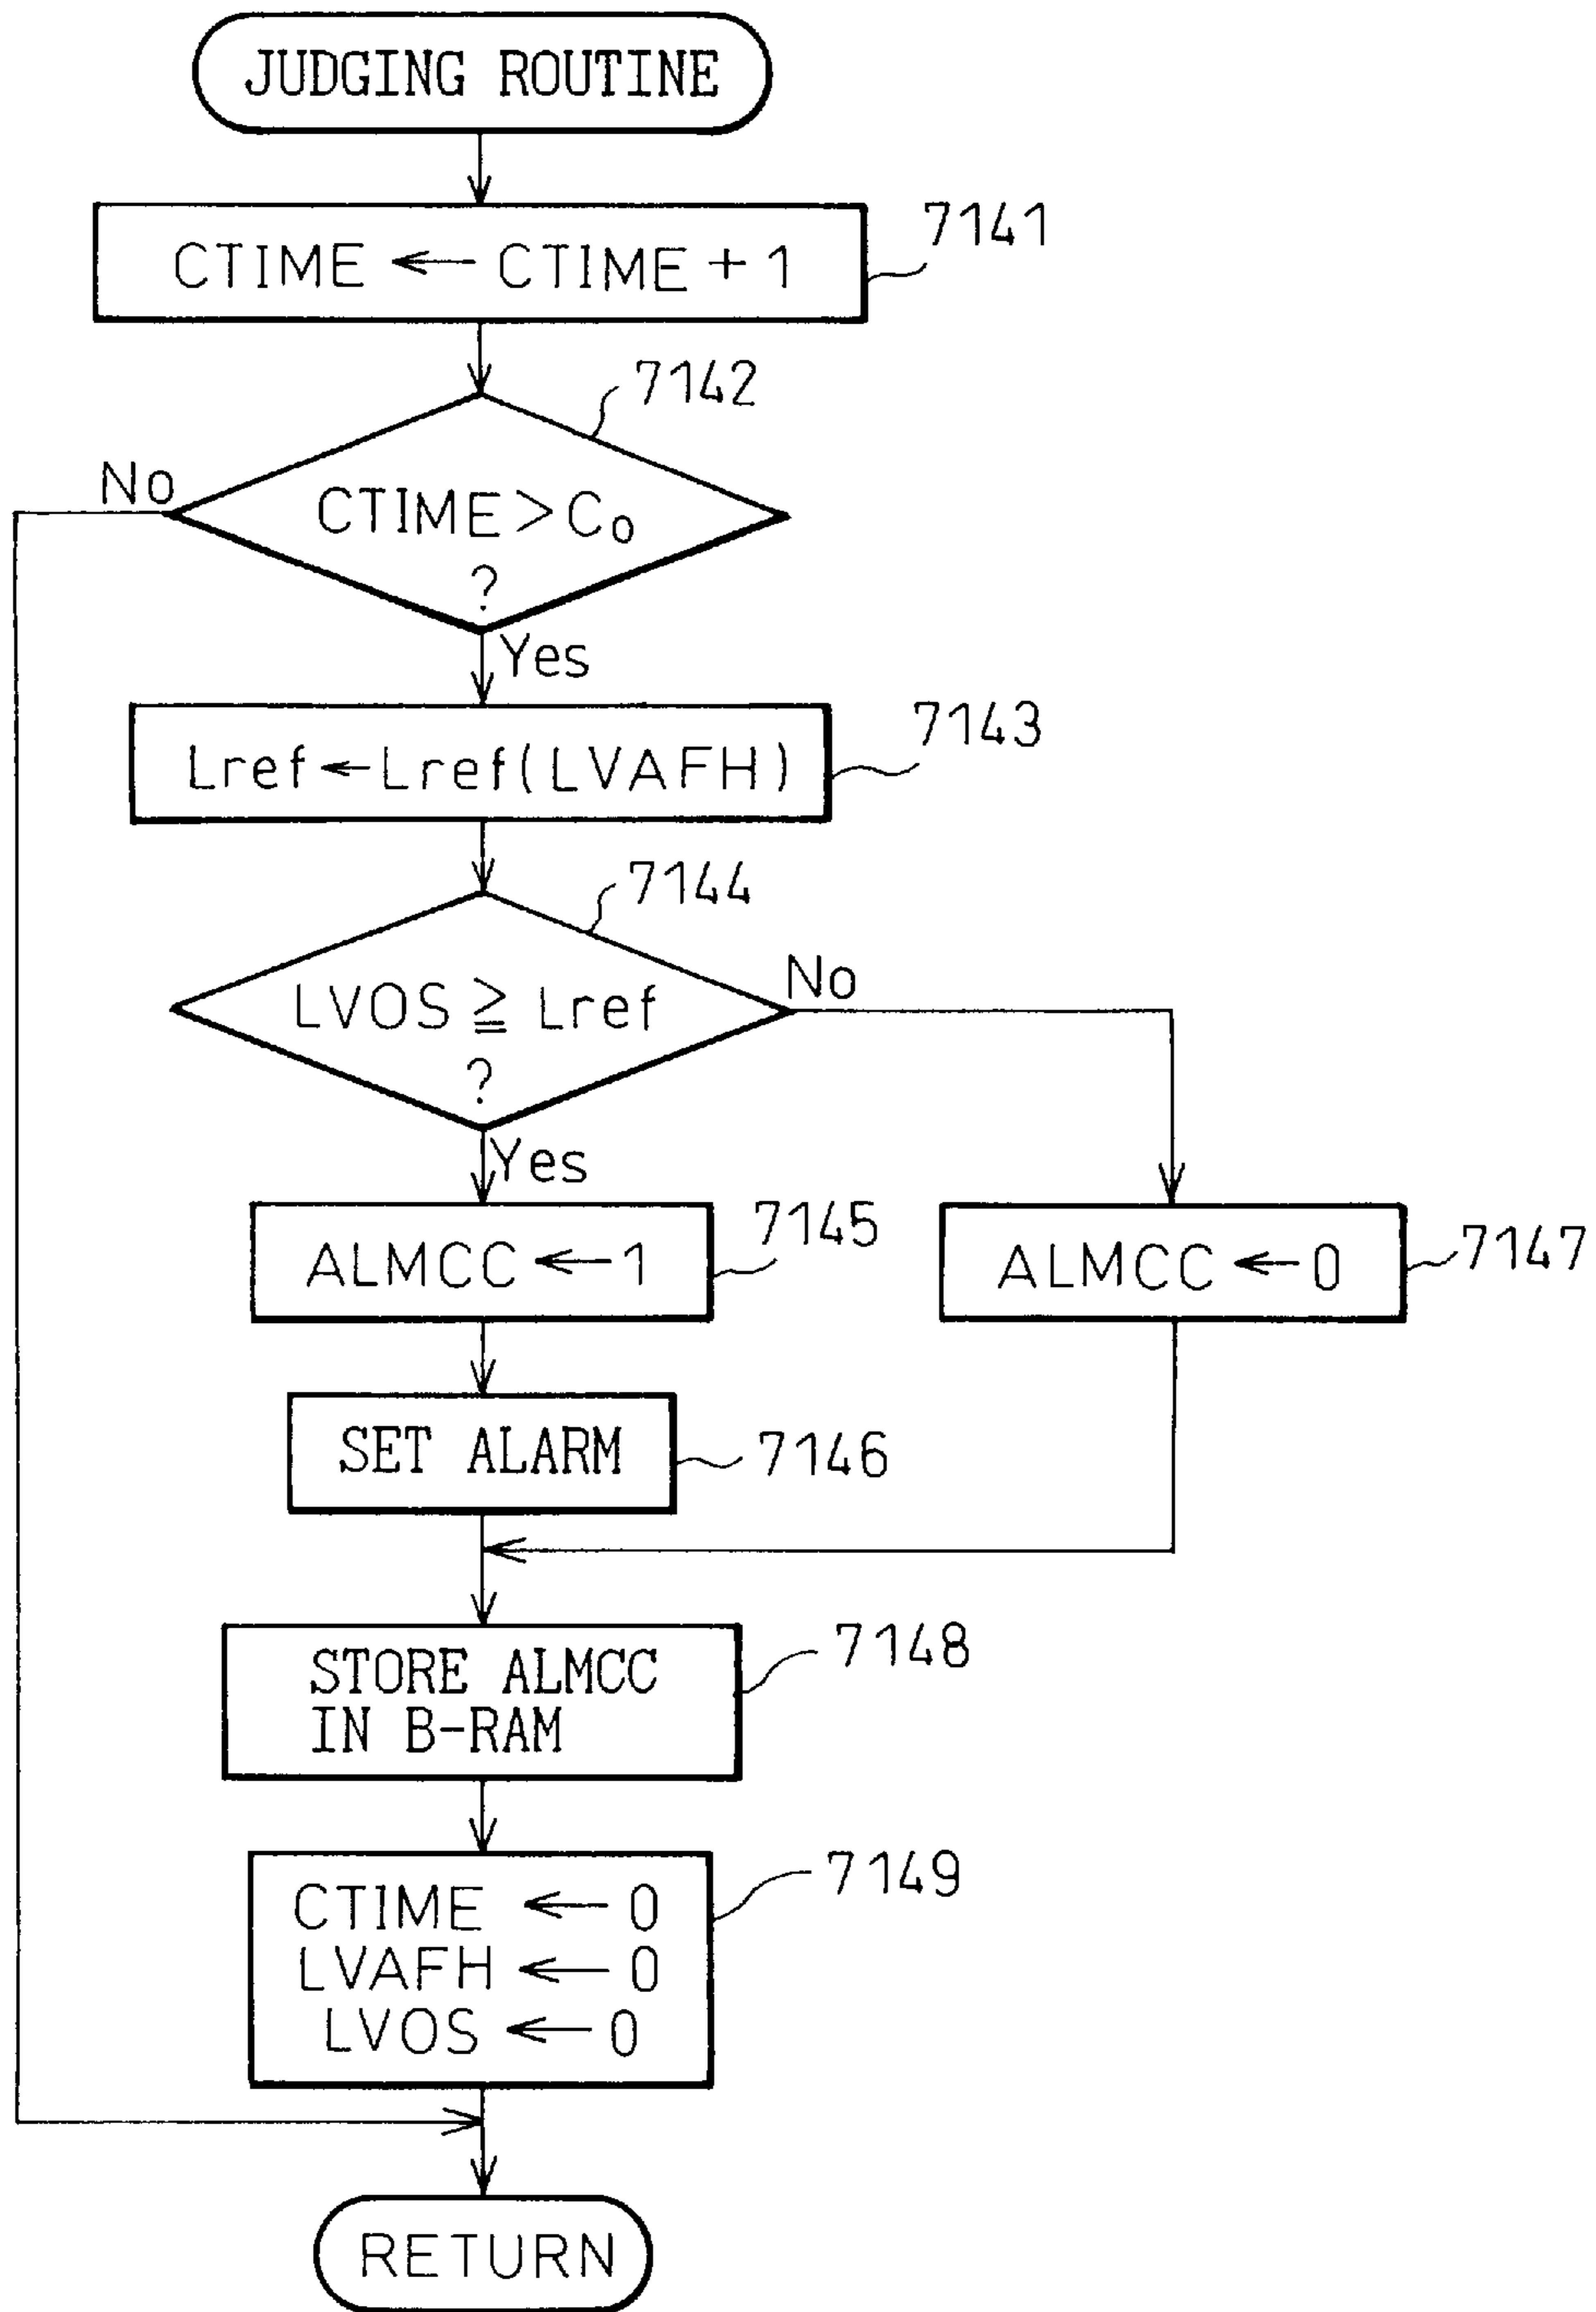 JUDGING ROUTINE
CTIME ← CTIME + 1
7141
7142
No
CTIME > C₀
?
Yes
7143
Lref ← Lref(LVAFH)
7144
No
LVOS ≧ Lref
?
Yes
7145
ALMCC ← 1
ALMCC ← 0
7147
SET ALARM
7146
STORE ALMCC
IN B-RAM
7148
7149
CTIME ← 0
LVAFH ← 0
LVOS ← 0
RETURN